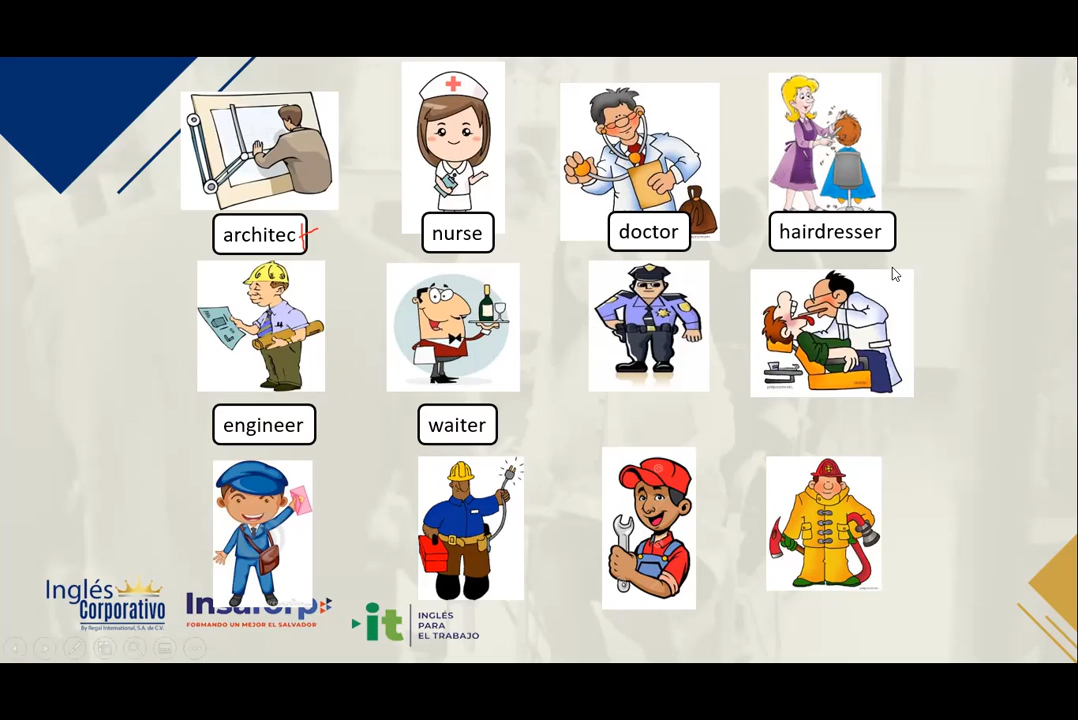 architect
nurse
doctor
hairdresser
engineer
waiter
Inglés
Corporativo
By Regal International, S.A. de C.V.
Insaforp
FORMANDO UN MEJOR EL SALVADOR
it
INGLÉS
PARA
EL TRABAJO